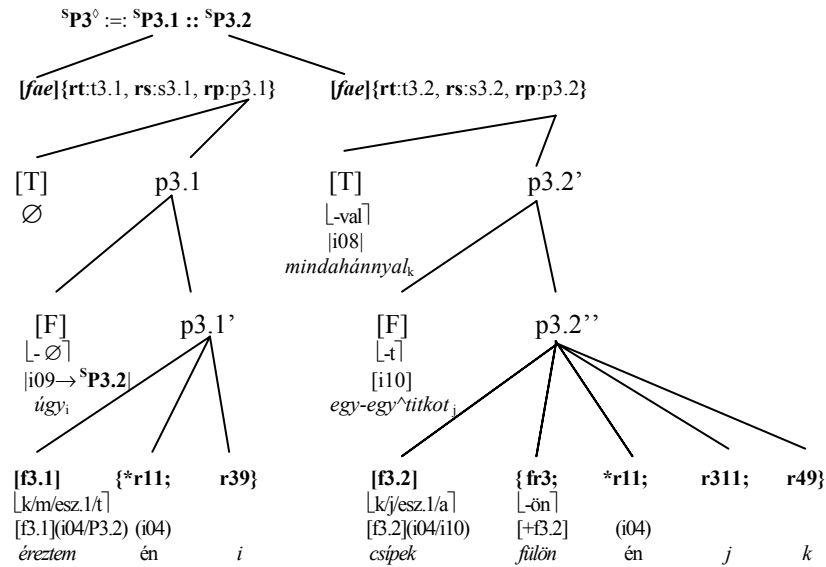 ˢP3◊ :=: ˢP3.1 :: ˢP3.2
[fae]{rt:t3.1, rs:s3.1, rp:p3.1} [fae]{rt:t3.2, rs:s3.2, rp:p3.2}
[T] p3.1 [T] p3.2’
∅ ⌊-val⌉
|i08|
mindahánnyalₖ
[F] p3.1’ [F] p3.2’’
⌊-∅⌉ ⌊-t⌉
|i09→ˢP3.2| [i10]
úgyᵢ egy-egy^titkotⱼ
[f3.1] {*r11; r39} [f3.2] {fr3; *r11; r311; r49}
⌊k/m/esz.1/t⌉ ⌊k/j/esz.1/a⌉ ⌊-ön⌉
[f3.1](i04/P3.2) (i04) [f3.2](i04/i10) [+f3.2] (i04)
éreztem én i csípek fülön én j k